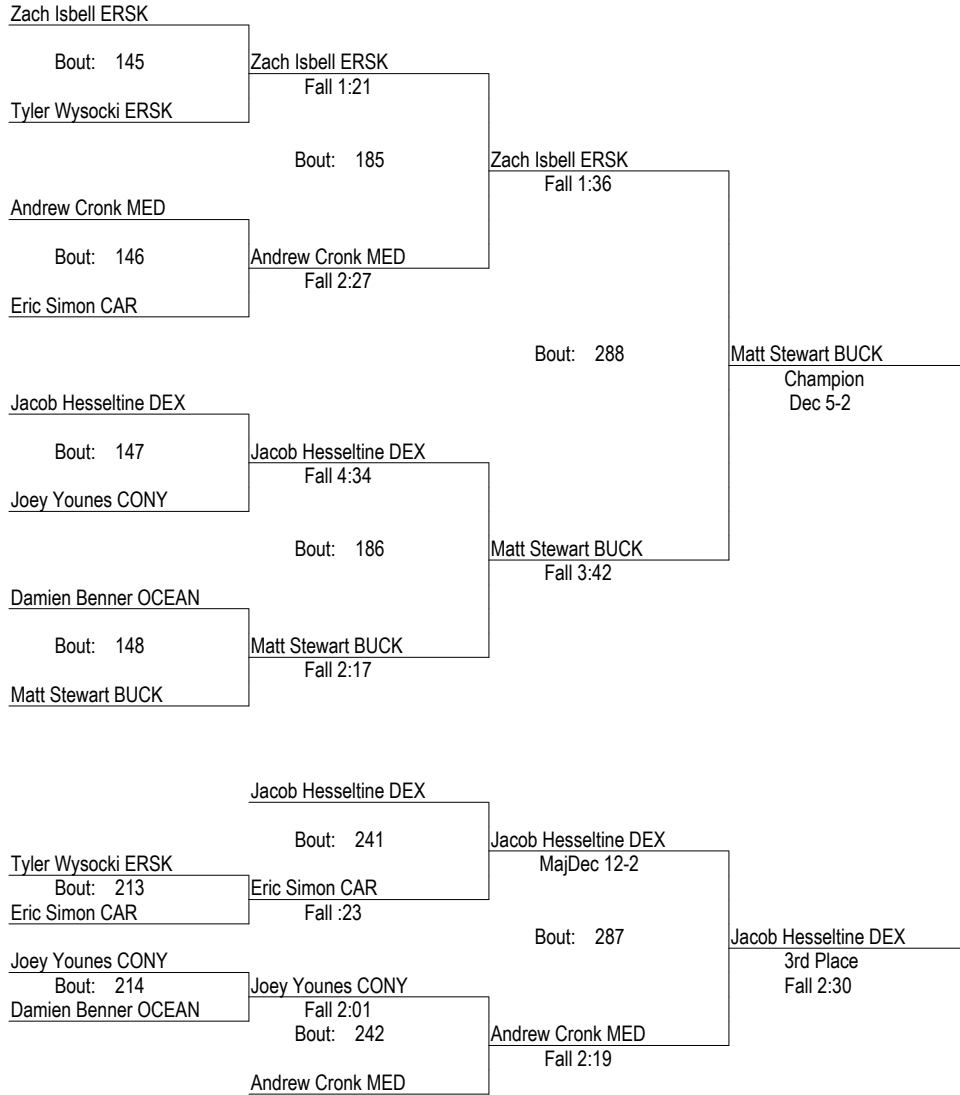 Zach Isbell ERSK
Bout: 145
Zach Isbell ERSK
Fall 1:21
Tyler Wysocki ERSK
Bout: 185
Zach Isbell ERSK
Fall 1:36
Andrew Cronk MED
Bout: 146
Andrew Cronk MED
Fall 2:27
Eric Simon CAR
Bout: 288
Matt Stewart BUCK
Champion
Dec 5-2
Jacob Hesseltine DEX
Bout: 147
Jacob Hesseltine DEX
Fall 4:34
Joey Younes CONY
Bout: 186
Matt Stewart BUCK
Fall 3:42
Damien Benner OCEAN
Bout: 148
Matt Stewart BUCK
Fall 2:17
Matt Stewart BUCK
Jacob Hesseltine DEX
Bout: 241
Jacob Hesseltine DEX
MajDec 12-2
Tyler Wysocki ERSK
Bout: 213
Eric Simon CAR
Eric Simon CAR
Fall :23
Bout: 287
Jacob Hesseltine DEX
3rd Place
Fall 2:30
Joey Younes CONY
Bout: 214
Joey Younes CONY
Damien Benner OCEAN
Fall 2:01
Bout: 242
Andrew Cronk MED
Fall 2:19
Andrew Cronk MED